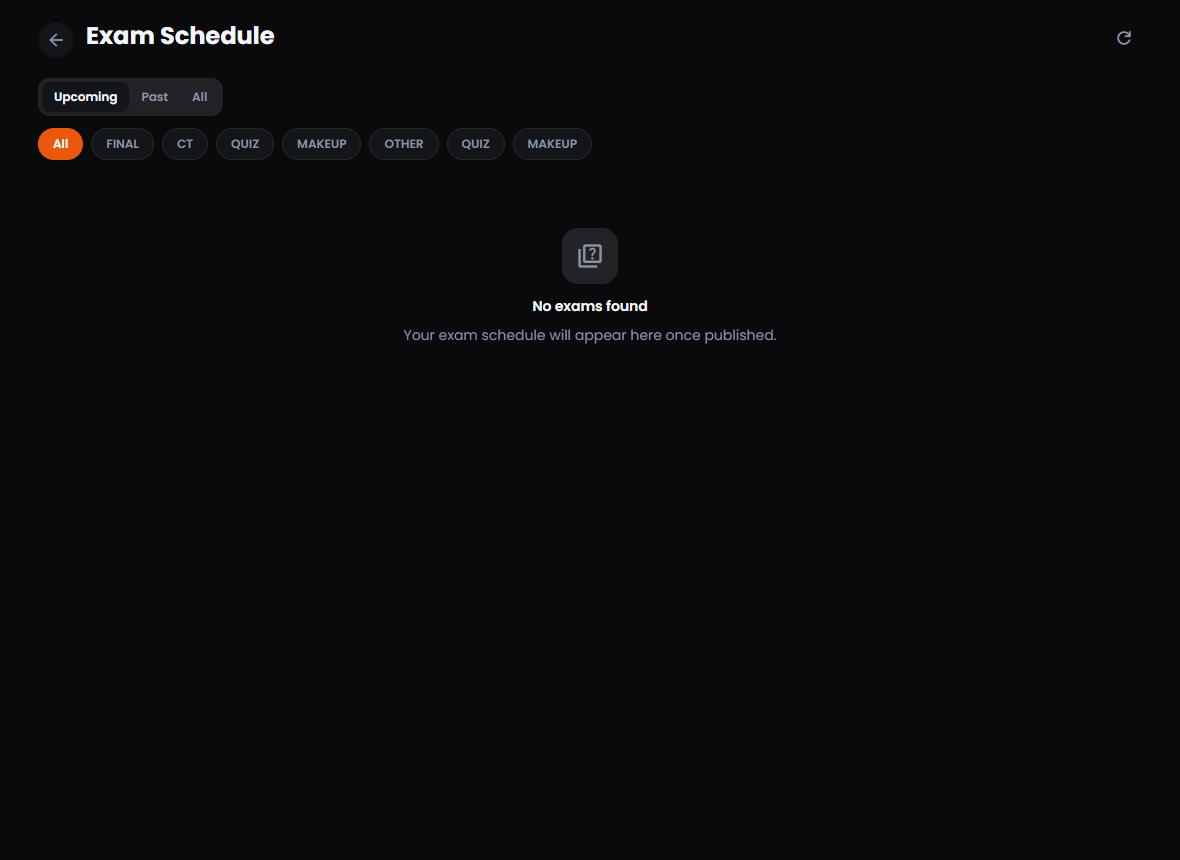 Exam Schedule
Upcoming Past All
All FINAL CT QUIZ MAKEUP OTHER QUIZ MAKEUP
?
No exams found
Your exam schedule will appear here once published.